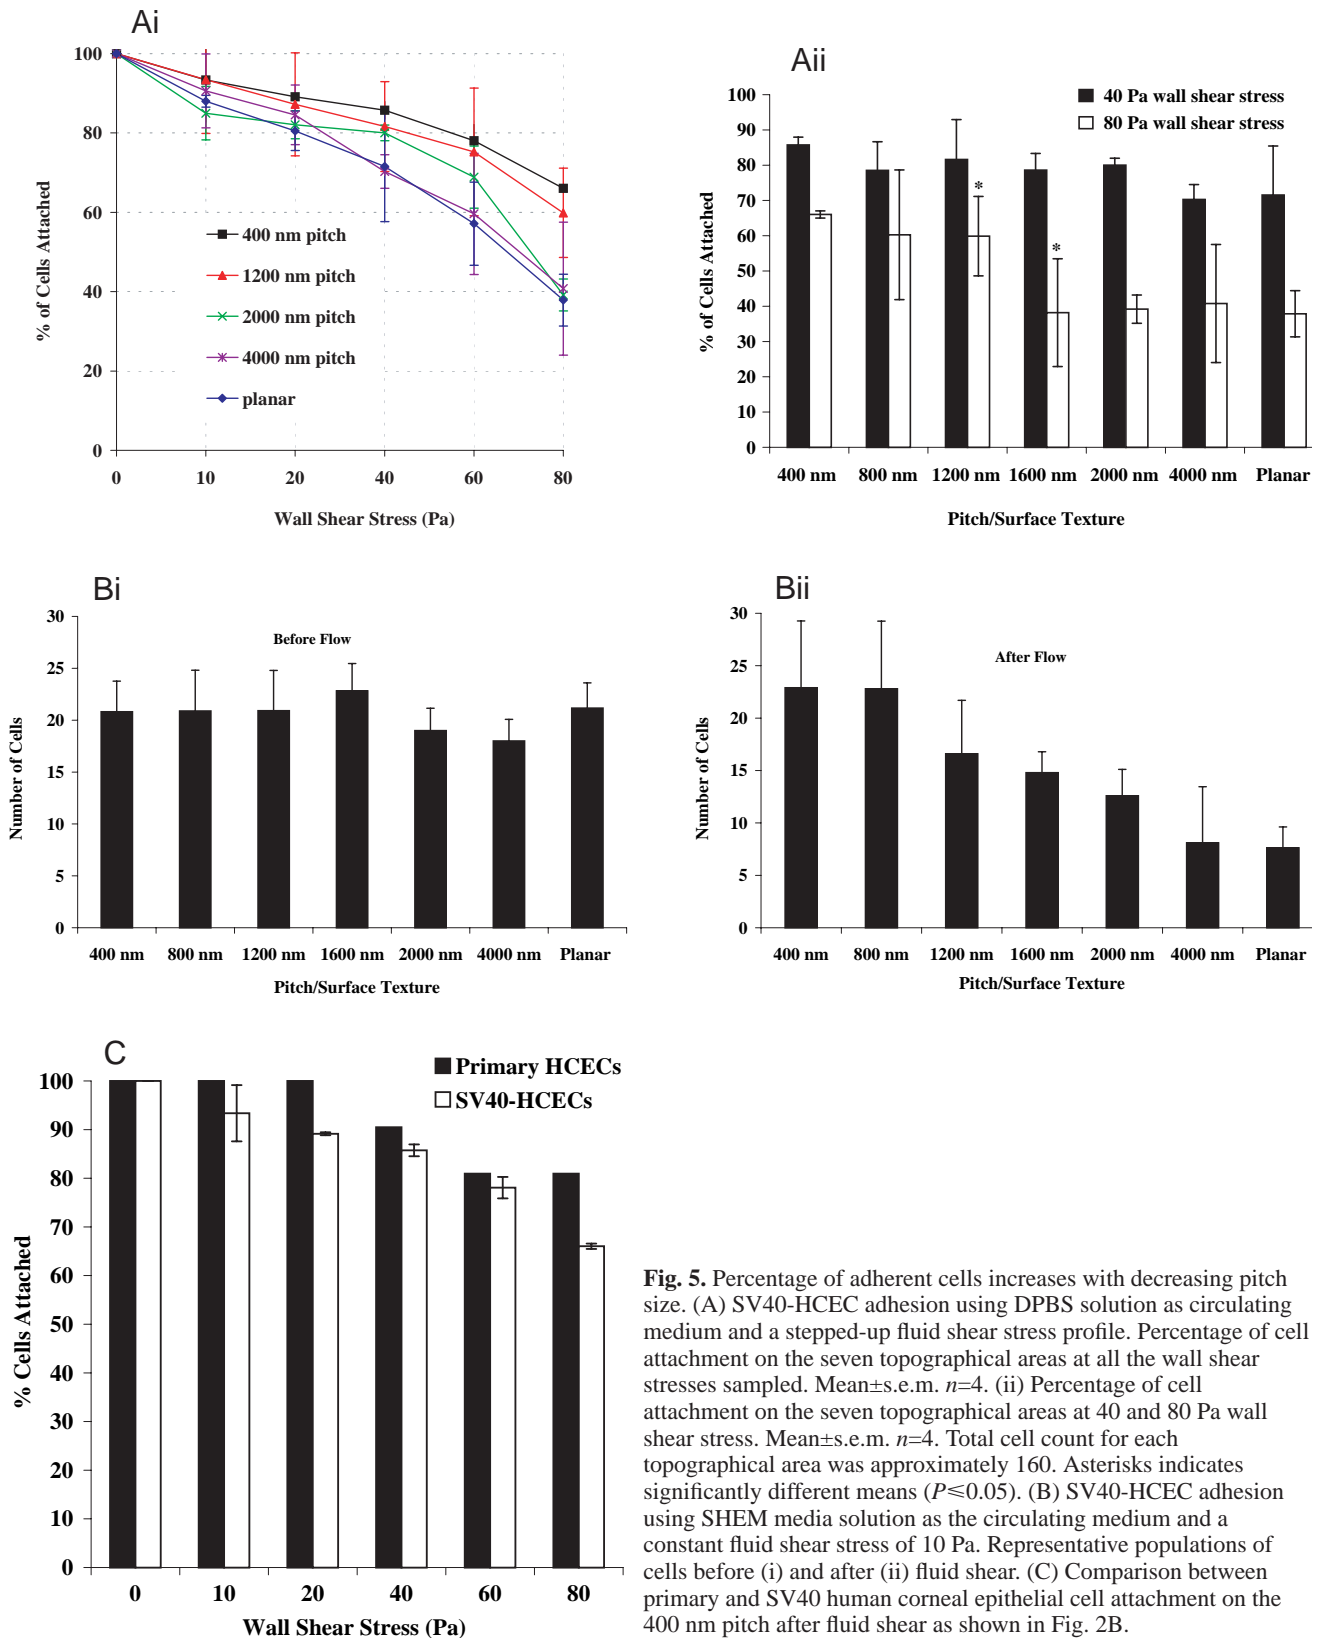 Ai
100
80
60
40
20
0
% of Cells Attached
400 nm pitch
1200 nm pitch
2000 nm pitch
4000 nm pitch
planar
0 10 20 40 60 80
Wall Shear Stress (Pa)
Aii
40 Pa wall shear stress
80 Pa wall shear stress
100
90
80
70
60
50
40
30
20
10
0
% of Cells Attached
*
*
400 nm 800 nm 1200 nm 1600 nm 2000 nm 4000 nm Planar
Pitch/Surface Texture
Bi
Before Flow
30
25
20
15
10
5
0
Number of Cells
400 nm 800 nm 1200 nm 1600 nm 2000 nm 4000 nm Planar
Pitch/Surface Texture
Bii
After Flow
30
25
20
15
10
5
0
Number of Cells
400 nm 800 nm 1200 nm 1600 nm 2000 nm 4000 nm Planar
Pitch/Surface Texture
C
Primary HCECs
SV40-HCECs
100
90
80
70
60
50
40
30
20
10
0
% Cells Attached
0 10 20 40 60 80
Wall Shear Stress (Pa)
Fig. 5. Percentage of adherent cells increases with decreasing pitch
size. (A) SV40-HCEC adhesion using DPBS solution as circulating
medium and a stepped-up fluid shear stress profile. Percentage of cell
attachment on the seven topographical areas at all the wall shear
stresses sampled. Mean±s.e.m. n=4. (ii) Percentage of cell
attachment on the seven topographical areas at 40 and 80 Pa wall
shear stress. Mean±s.e.m. n=4. Total cell count for each
topographical area was approximately 160. Asterisks indicates
significantly different means (P≤0.05). (B) SV40-HCEC adhesion
using SHEM media solution as the circulating medium and a
constant fluid shear stress of 10 Pa. Representative populations of
cells before (i) and after (ii) fluid shear. (C) Comparison between
primary and SV40 human corneal epithelial cell attachment on the
400 nm pitch after fluid shear as shown in Fig. 2B.